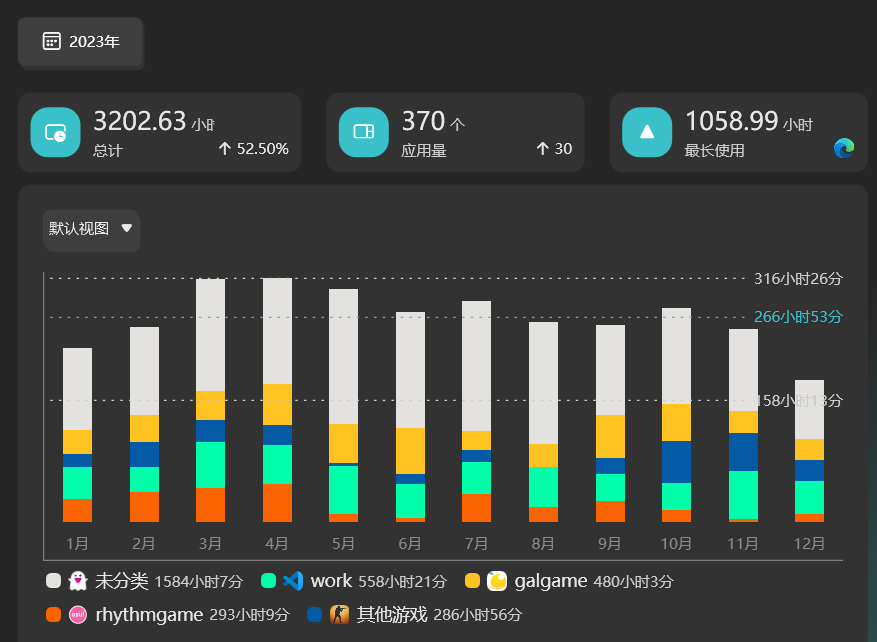 2023年
3202.63 小时
总计 ↑ 52.50%
370 个
应用量 ↑ 30
1058.99 小时
最长使用
默认视图
316小时26分
266小时53分
158小时13分
1月 2月 3月 4月 5月 6月 7月 8月 9月 10月 11月 12月
未分类 1584小时7分 work 558小时21分 galgame 480小时3分
osu! rhythmgame 293小时9分 其他游戏 286小时56分